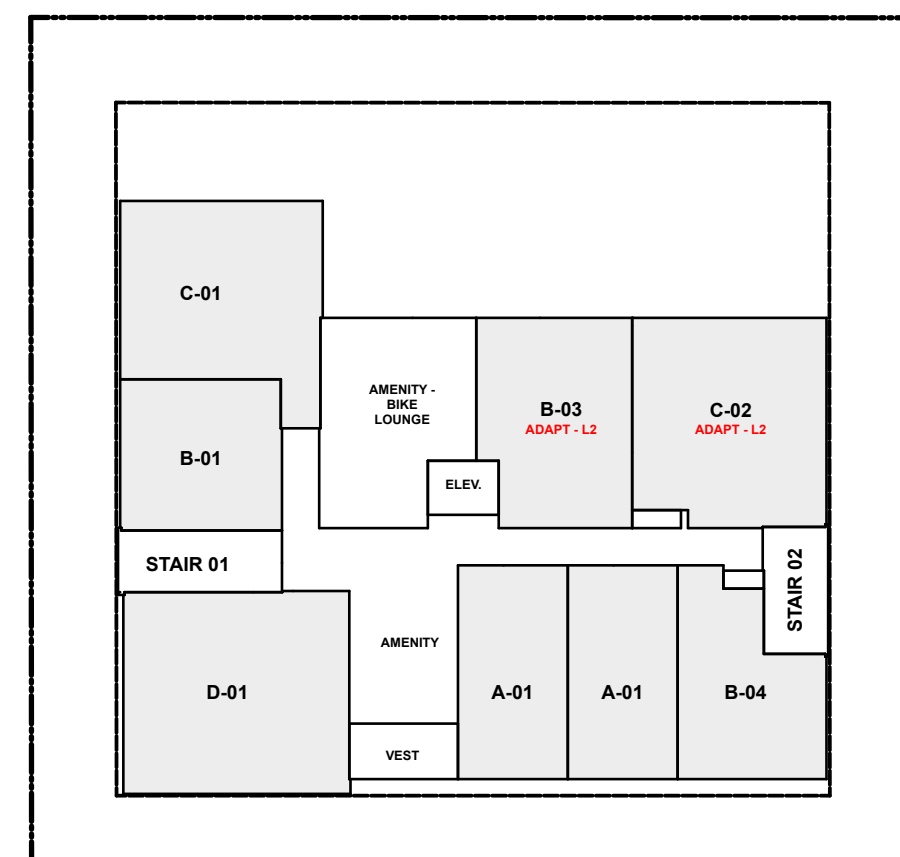 C-01
AMENITY -
BIKE
LOUNGE
B-03
ADAPT - L2
C-02
ADAPT - L2
B-01
ELEV.
STAIR 01
STAIR 02
AMENITY
D-01
A-01
A-01
B-04
VEST